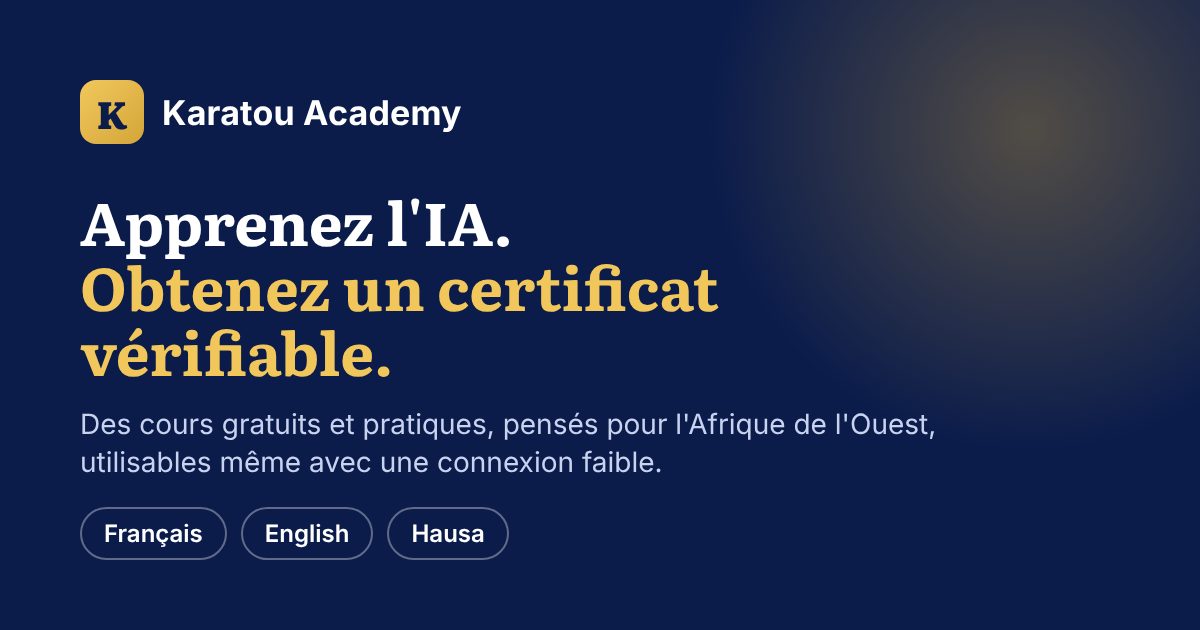 K
Karatou Academy
Apprenez l'IA.
Obtenez un certificat
vérifiable.
Des cours gratuits et pratiques, pensés pour l'Afrique de l'Ouest,
utilisables même avec une connexion faible.
Français
English
Hausa